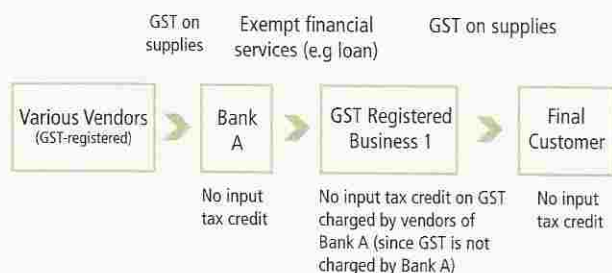 GST on
supplies
Exempt financial
services (e.g loan)
GST on supplies
Various Vendors
(GST-registered)
Bank
A
GST Registered
Business 1
Final
Customer
No input
tax credit
No input tax credit on GST
charged by vendors of
Bank A (since GST is not
charged by Bank A)
No input
tax credit